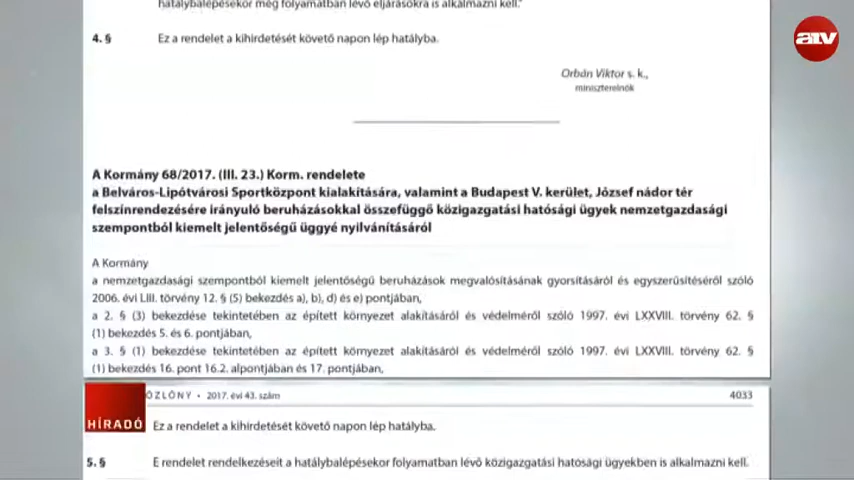 hatálybalépésekor még folyamatban lévő eljárásokra is alkalmazni kell."
4. § Ez a rendelet a kihirdetését követő napon lép hatályba.
Orbán Viktor s. k.,
miniszterelnök
A Kormány 68/2017. (III. 23.) Korm. rendelete
a Belváros-Lipótvárosi Sportközpont kialakítására, valamint a Budapest V. kerület, József nádor tér
felszínrendezésére irányuló beruházásokkal összefüggő közigazgatási hatósági ügyek nemzetgazdasági
szempontból kiemelt jelentőségű üggyé nyilvánításáról
A Kormány
a nemzetgazdasági szempontból kiemelt jelentőségű beruházások megvalósításának gyorsításáról és egyszerűsítéséről szóló
2006. évi LIII. törvény 12. § (5) bekezdés a), b), d) és e) pontjában,
a 2. § (3) bekezdése tekintetében az épített környezet alakításáról és védelméről szóló 1997. évi LXXVIII. törvény 62. §
(1) bekezdés 5. és 6. pontjában,
a 3. § (1) bekezdése tekintetében az épített környezet alakításáról és védelméről szóló 1997. évi LXXVIII. törvény 62. §
(1) bekezdés 16. pont 16.2. alpontjában és 17. pontjában,
ÖZLÖNY • 2017. évi 43. szám 4033
Ez a rendelet a kihirdetését követő napon lép hatályba.
5. § E rendelet rendelkezéseit a hatálybalépésekor folyamatban lévő közigazgatási hatósági ügyekben is alkalmazni kell.
HÍRADÓ
atv